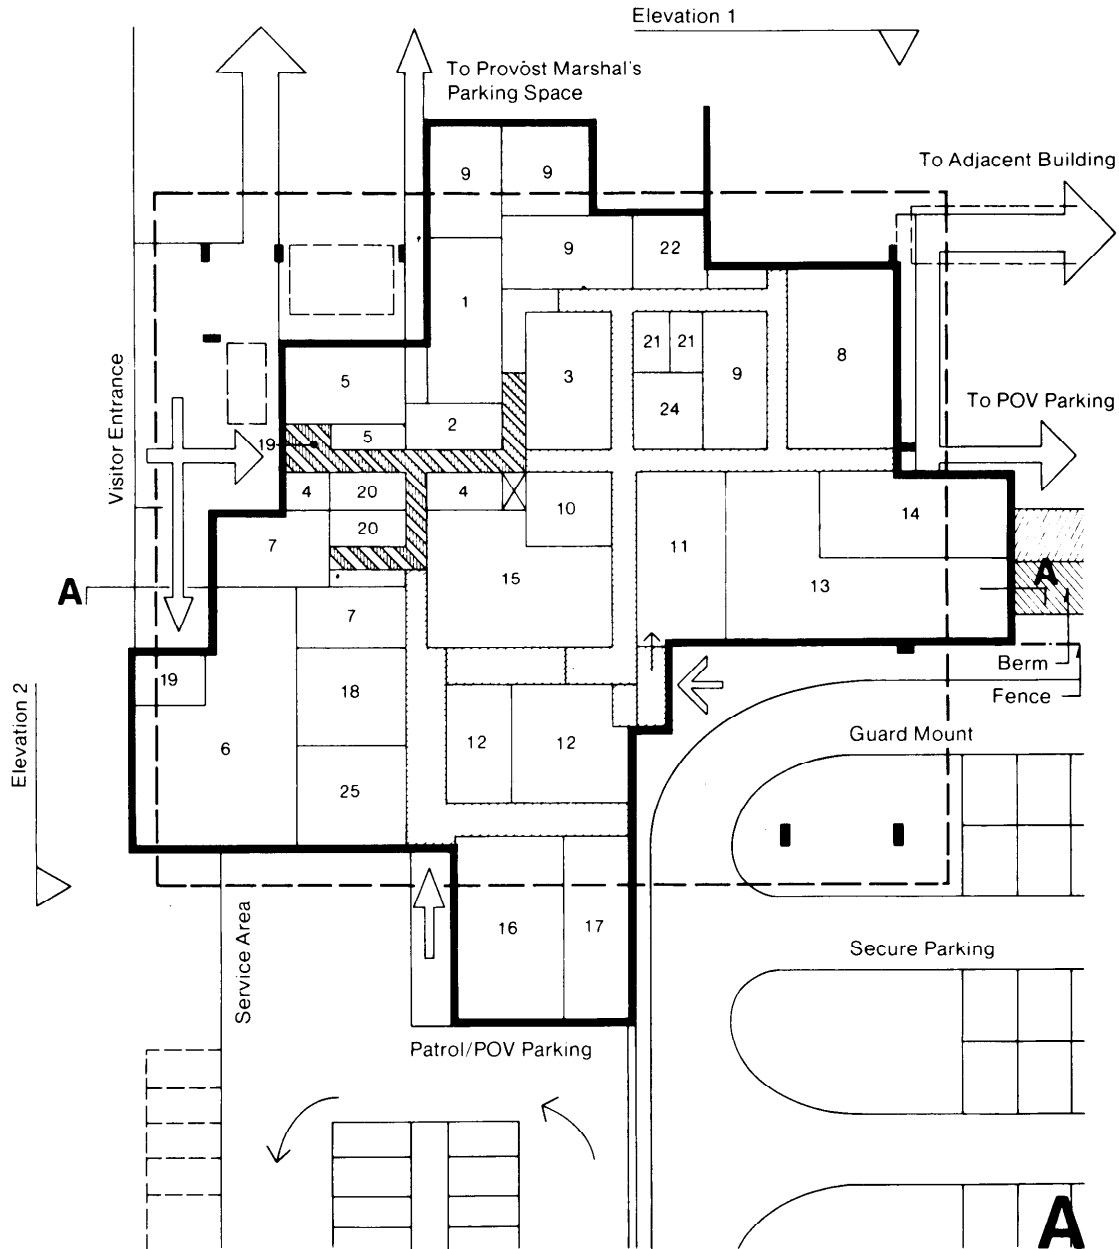 Elevation 1
To Provost Marshal's
Parking Space
To Adjacent Building
9
9
9
22
1
21
21
8
5
3
9
Visitor Entrance
To POV Parking
24
2
5
19
4
20
4
10
14
20
7
11
15
A
A
13
7
Berm
19
18
Fence
Elevation 2
Guard Mount
6
12
12
25
Service Area
16
17
Secure Parking
Patrol/POV Parking
A